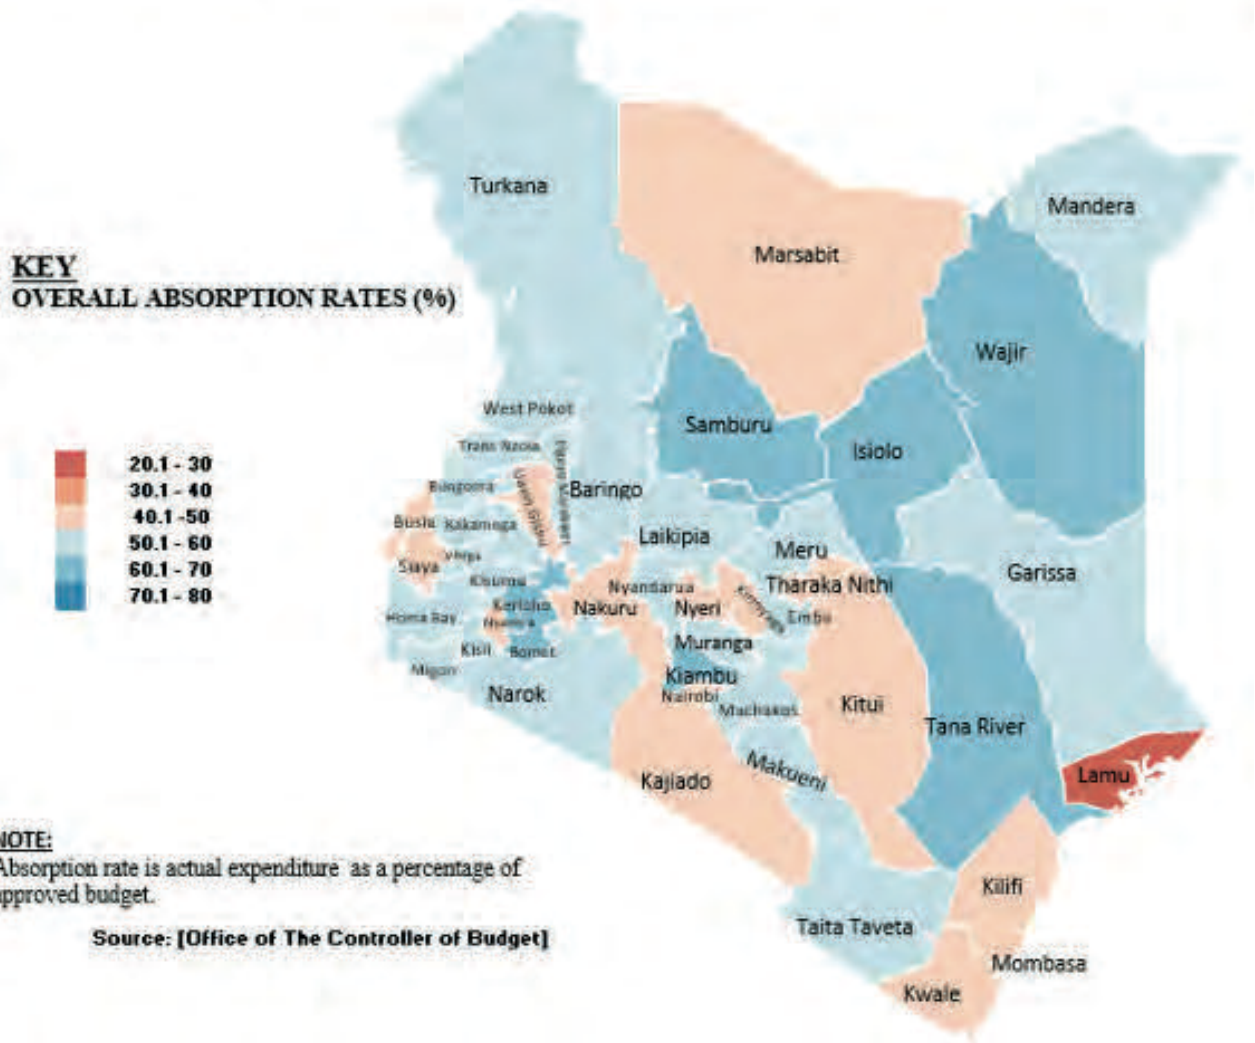 Turkana
Mandera
Marsabit
KEY
OVERALL ABSORPTION RATES (%)
Wajir
West Pokot
Samburu
Trans Nzoia
Isiolo
20.1 - 30
30.1 - 40
40.1 -50
50.1 - 60
60.1 - 70
70.1 - 80
Bungoma
Uasin Gishu
Baringo
Busia
Kakamega
Laikipia
Meru
Vihiga
Siaya
Garissa
Kisumu
Nyandarua
Tharaka Nithi
Kericho
Nakuru
Nyeri
Kirinyaga
Embu
Homa Bay
Nyamira
Muranga
Kisii
Bomet
Migori
Kiambu
Narok
Nairobi
Machakos
Kitui
Tana River
Makueni
Kajiado
Lamu
NOTE:
Absorption rate is actual expenditure as a percentage of
approved budget.
Kilifi
Source: [Office of The Controller of Budget]
Taita Taveta
Mombasa
Kwale